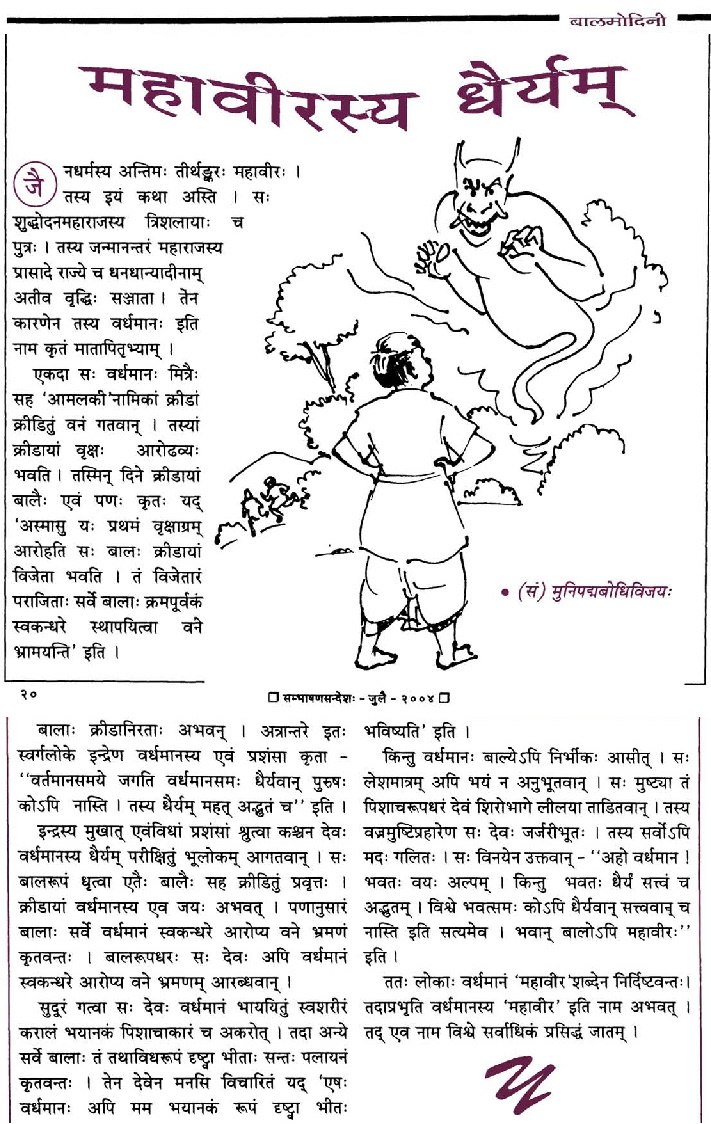 बालमोदिनी
महावीरस्य धैर्यम्
जैनधर्मस्य अन्तिमः तीर्थङ्करः महावीरः ।
तस्य इयं कथा अस्ति । सः
शुद्धोदनमहाराजस्य त्रिशलायाः च
पुत्रः । तस्य जन्मानन्तरं महाराजस्य
प्रासादे राज्ये च धनधान्यादीनाम्
अतीव वृद्धिः सञ्जाता । तेन
कारणेन तस्य वर्धमानः इति
नाम कृतं मातापितृभ्याम् ।
एकदा सः वर्धमानः मित्रैः
सह ‘आमलकी’नामिकां क्रीडां
क्रीडितुं वनं गतवान् । तस्यां
क्रीडायां वृक्षः आरोढव्यः
भवति । तस्मिन् दिने क्रीडायां
बालैः एवं पणः कृतः यद्
‘अस्मासु यः प्रथमं वृक्षाग्रम्
आरोहति सः बालः क्रीडायां
विजेता भवति । तं विजेतारं
पराजिताः सर्वे बालाः क्रमपूर्वकं
स्वकन्धरे स्थापयित्वा वने
भ्रामयन्ति’ इति ।
• (सं) मुनिपद्मबोधिविजयः
२०
❏ सम्भाषणसन्देशः - जुलै - २००४ ❏
बालाः क्रीडानिरताः अभवन् । अत्रान्तरे इतः
स्वर्गलोके इन्द्रेण वर्धमानस्य एवं प्रशंसा कृता -
‘‘वर्तमानसमये जगति वर्धमानसमः धैर्यवान् पुरुषः
कोऽपि नास्ति । तस्य धैर्यम् महत् अद्भुतं च’’ इति ।
इन्द्रस्य मुखात् एवंविधां प्रशंसां श्रुत्वा कश्चन देवः
वर्धमानस्य धैर्यम् परीक्षितुं भूलोकम् आगतवान् । सः
बालरूपं धृत्वा एतैः बालैः सह क्रीडितुं प्रवृत्तः ।
क्रीडायां वर्धमानस्य एव जयः अभवत् । पणानुसारं
बालाः सर्वे वर्धमानं स्वकन्धरे आरोप्य वने भ्रमणं
कृतवन्तः । बालरूपधरः सः देवः अपि वर्धमानं
स्वकन्धरे आरोप्य वने भ्रमणम् आरब्धवान् ।
सुदूरं गत्वा सः देवः वर्धमानं भाययितुं स्वशरीरं
करालं भयानकं पिशाचाकारं च अकरोत् । तदा अन्ये
सर्वे बालाः तं तथाविधरूपं दृष्ट्वा भीताः सन्तः पलायनं
कृतवन्तः । तेन देवेन मनसि विचारितं यद् ‘एषः
वर्धमानः अपि मम भयानकं रूपं दृष्ट्वा भीतः
भविष्यति’ इति ।
किन्तु वर्धमानः बाल्येऽपि निर्भीकः आसीत् । सः
लेशमात्रम् अपि भयं न अनुभूतवान् । सः मुष्ट्या तं
पिशाचरूपधरं देवं शिरोभागे लीलया ताडितवान् । तस्य
वज्रमुष्टिप्रहारेण सः देवः जर्जरीभूतः । तस्य सर्वोऽपि
मदः गलितः । सः विनयेन उक्तवान् - ‘‘अहो वर्धमान !
भवतः वयः अल्पम् । किन्तु भवतः धैर्यं सत्त्वं च
अद्भुतम् । विश्वे भवत्समः कोऽपि धैर्यवान् सत्त्ववान् च
नास्ति इति सत्यमेव । भवान् बालोऽपि महावीरः’’
इति ।
ततः लोकाः वर्धमानं ‘महावीर’शब्देन निर्दिष्टवन्तः।
तदाप्रभृति वर्धमानस्य ‘महावीर’ इति नाम अभवत् ।
तद् एव नाम विश्वे सर्वाधिकं प्रसिद्धं जातम् ।